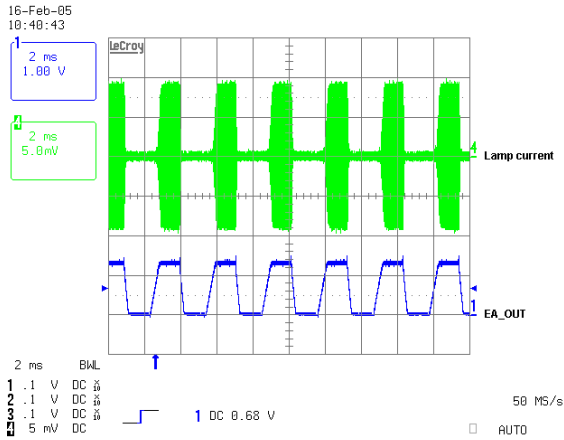 16-Feb-05
10:40:43
1
2 ms
1.00 V
LeCroy
4
2 ms
5.0mV
4
Lamp current
1
EA_OUT
2 ms BWL
1 .1 V DC
2 .1 V DC
3 .1 V DC
4 5 mV DC
1 DC 0.68 V
50 MS/s
AUTO